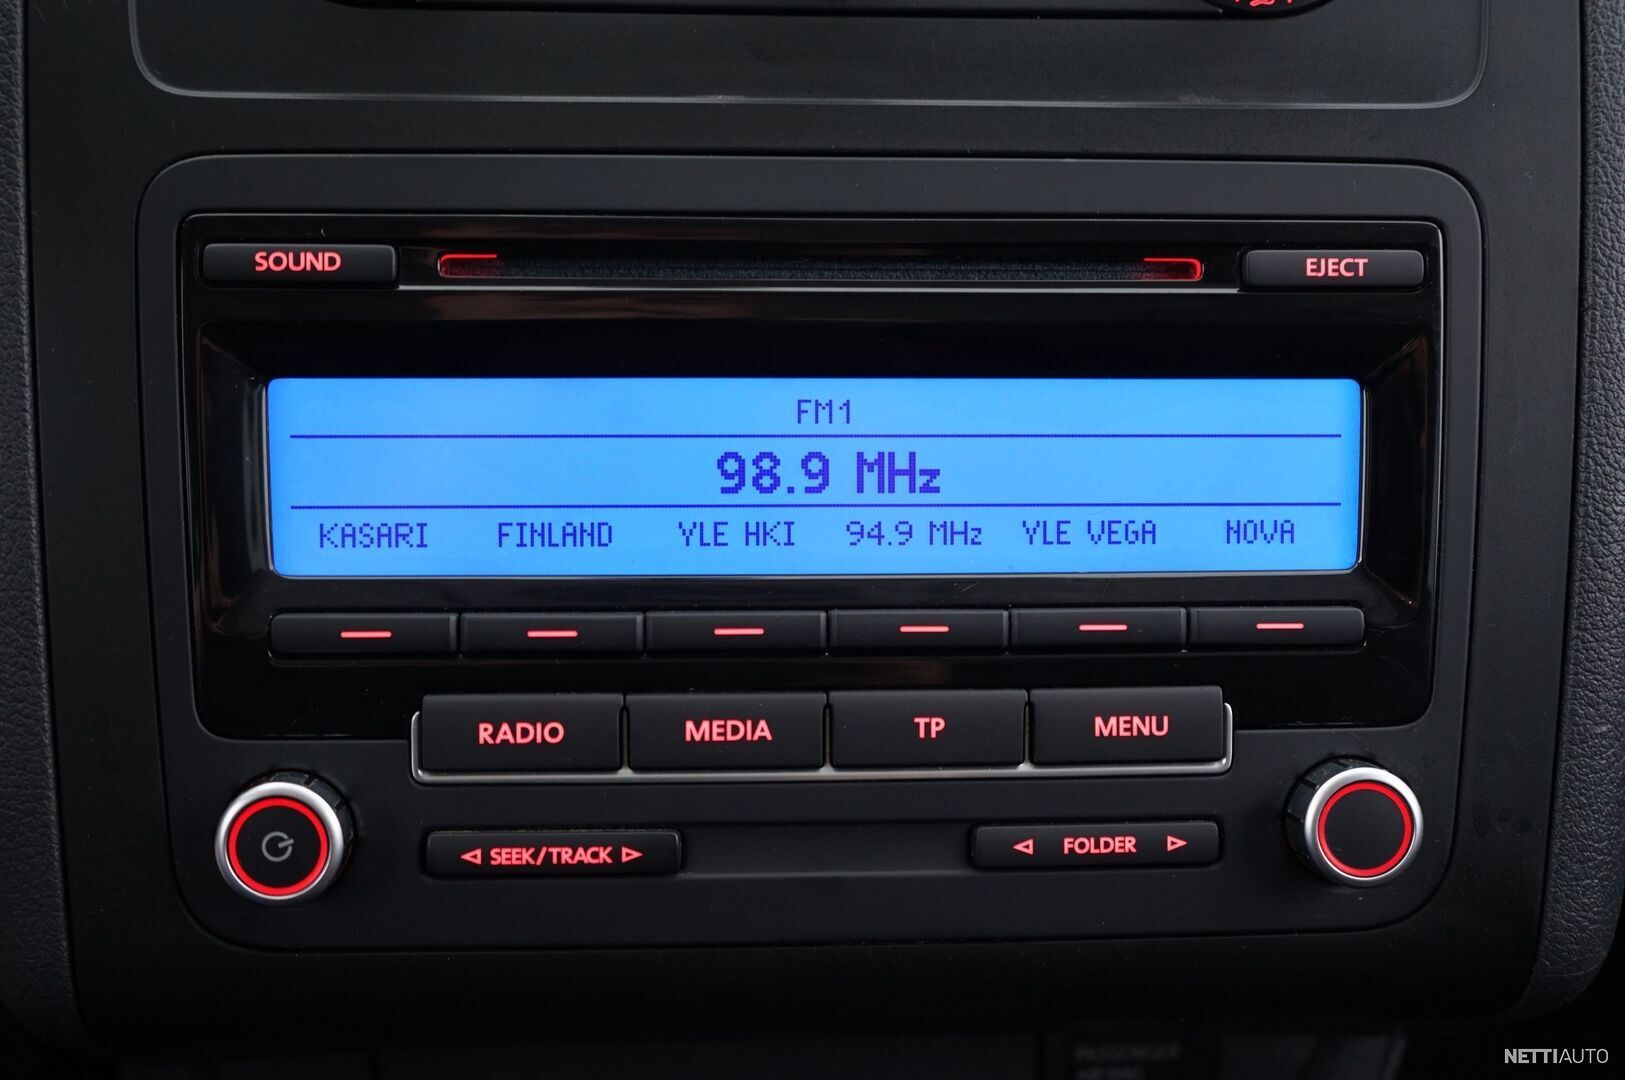 SOUND
EJECT
FM1
98.9 MHz
KASARI FINLAND YLE HKI 94.9 MHz YLE VEGA NOVA
RADIO MEDIA TP MENU
SEEK/TRACK
FOLDER
PASSENGER
NETTIAUTO